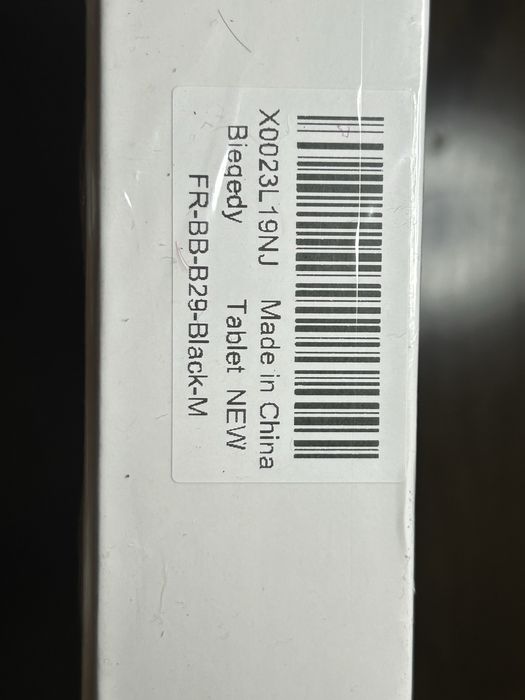 X0023L19NJ Made in China
Bieqedy Tablet NEW
FR-BB-B29-Black-M